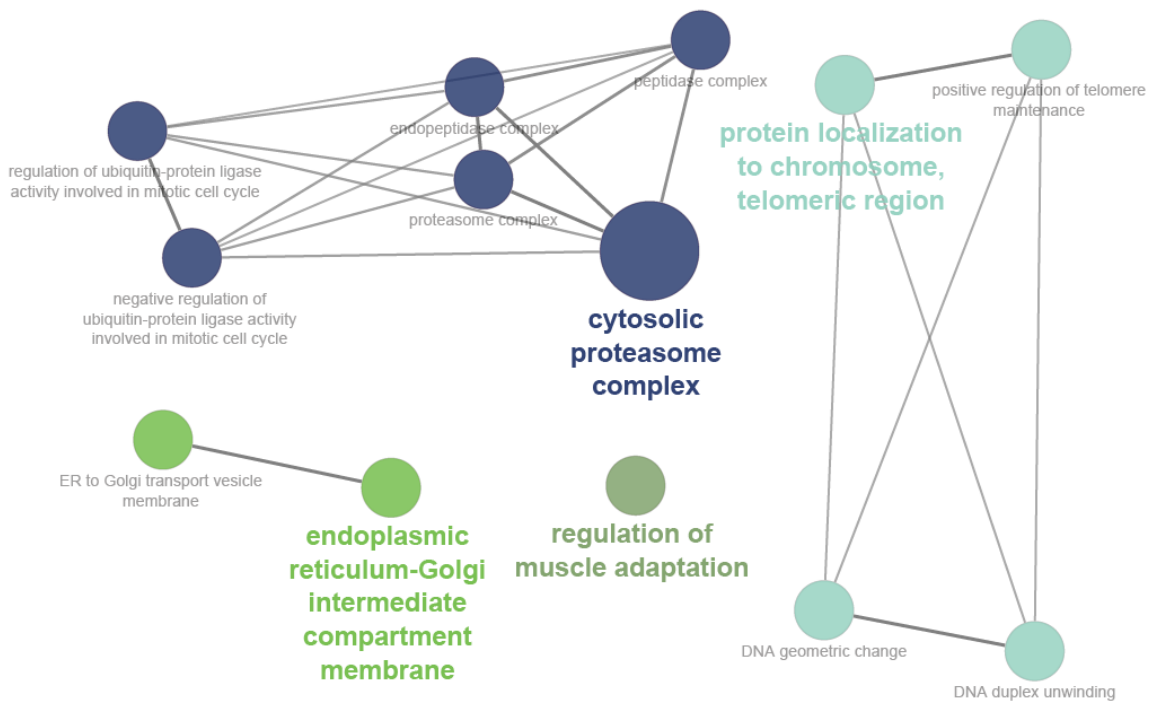 peptidase complex
positive regulation of telomere
maintenance
endopeptidase complex
protein localization
to chromosome,
telomeric region
regulation of ubiquitin-protein ligase
activity involved in mitotic cell cycle
proteasome complex
negative regulation of
ubiquitin-protein ligase activity
involved in mitotic cell cycle
cytosolic
proteasome
complex
ER to Golgi transport vesicle
membrane
endoplasmic
reticulum-Golgi
intermediate
compartment
membrane
regulation of
muscle adaptation
DNA geometric change
DNA duplex unwinding